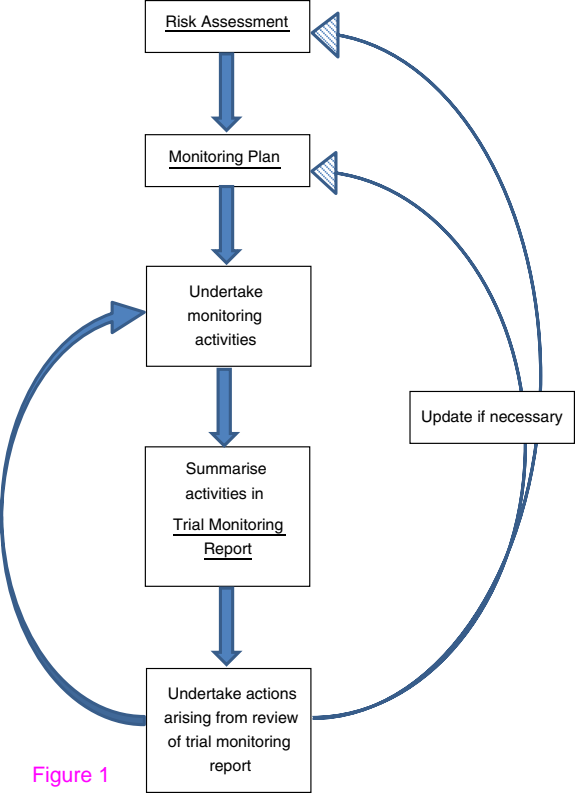 Risk Assessment
Monitoring Plan
Undertake
monitoring
activities
Update if necessary
Summarise
activities in
Trial Monitoring
Report
Undertake actions
arising from review
of trial monitoring
report
Figure 1